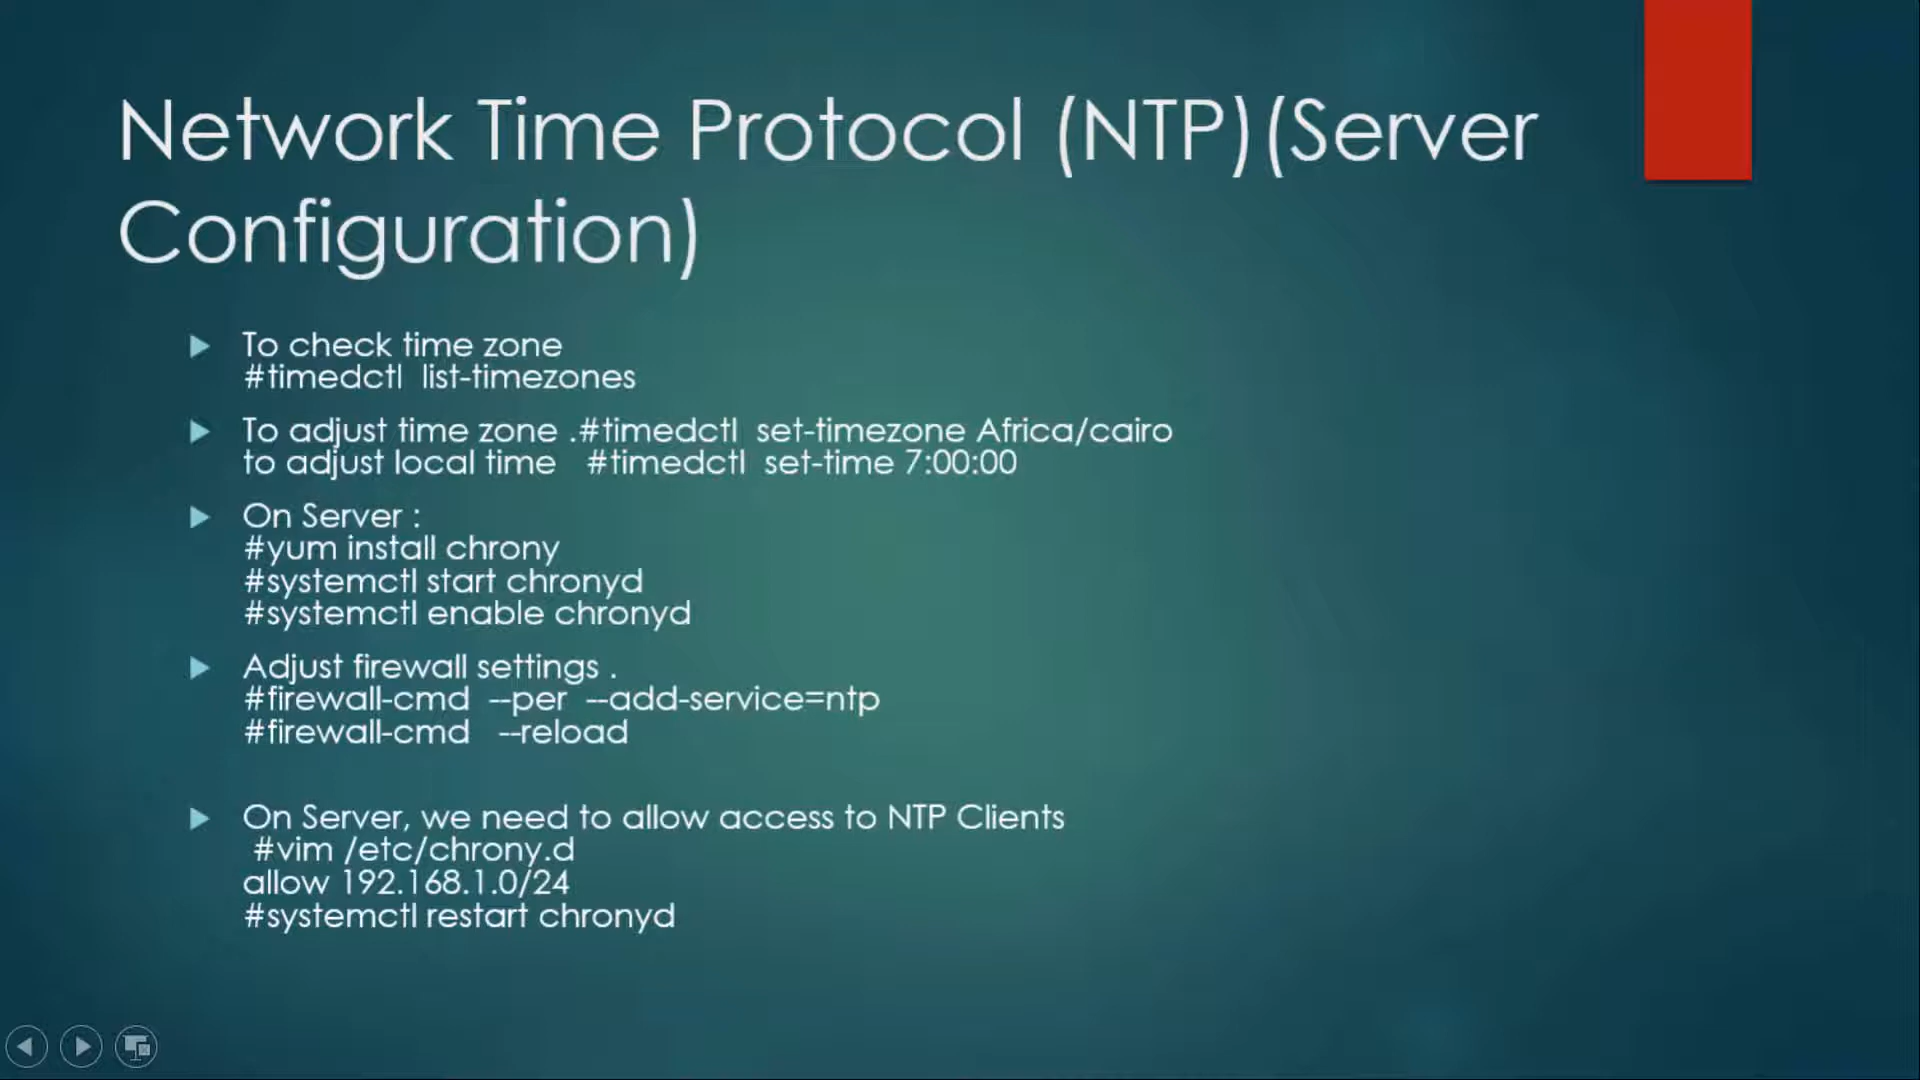 Network Time Protocol (NTP)(Server
Configuration)
To check time zone
#timedctl list-timezones
To adjust time zone .#timedctl set-timezone Africa/cairo
to adjust local time #timedctl set-time 7:00:00
On Server :
#yum install chrony
#systemctl start chronyd
#systemctl enable chronyd
Adjust firewall settings .
#firewall-cmd --per --add-service=ntp
#firewall-cmd --reload
On Server, we need to allow access to NTP Clients
#vim /etc/chrony.d
allow 192.168.1.0/24
#systemctl restart chronyd